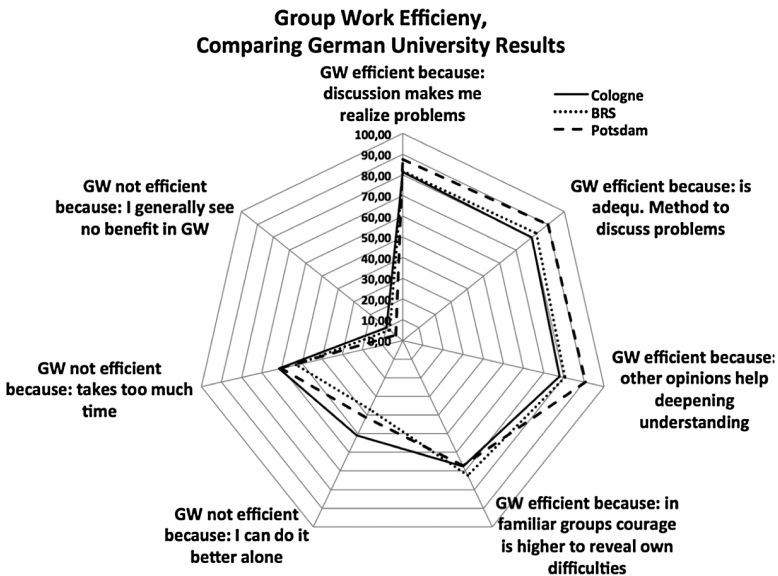 Group Work Efficieny,
Comparing German University Results
GW efficient because:
discussion makes me
realize problems
Cologne
BRS
Potsdam
100,00
90,00
80,00
70,00
60,00
50,00
40,00
30,00
20,00
10,00
0,00
GW efficient because: is
adequ. Method to
discuss problems
GW efficient because:
other opinions help
deepening
understanding
GW efficient because: in
familiar groups courage
is higher to reveal own
difficulties
GW not efficient
because: I can do it
better alone
GW not efficient
because: takes too much
time
GW not efficient
because: I generally see
no benefit in GW